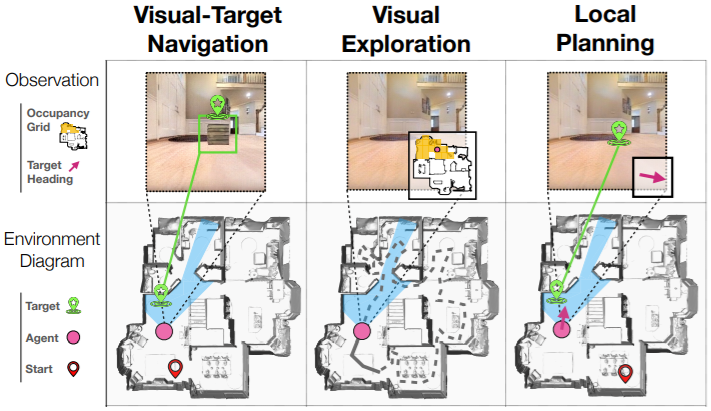 Visual-Target
Navigation
Visual
Exploration
Local
Planning
Observation
Occupancy
Grid
Target
Heading
Environment
Diagram
Target
Agent
Start